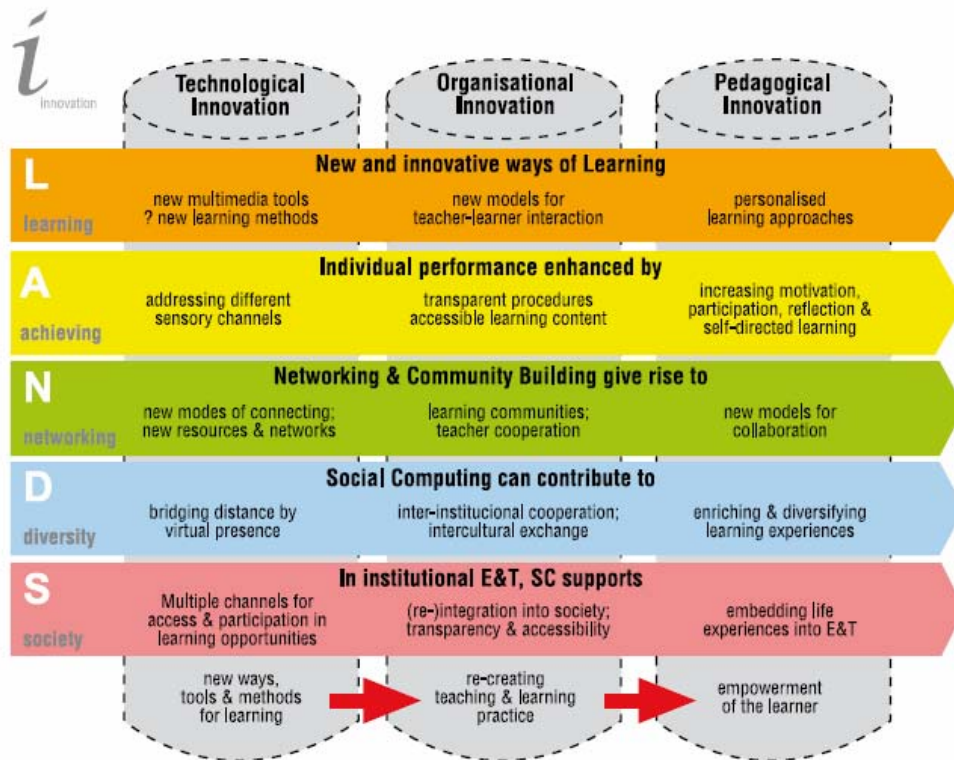 i
innovation
Technological
Innovation
Organisational
Innovation
Pedagogical
Innovation
L
learning
New and innovative ways of Learning
new multimedia tools
? new learning methods
new models for
teacher-learner interaction
personalised
learning approaches
A
achieving
Individual performance enhanced by
addressing different
sensory channels
transparent procedures
accessible learning content
increasing motivation,
participation, reflection &
self-directed learning
N
networking
Networking & Community Building give rise to
new modes of connecting;
new resources & networks
learning communities;
teacher cooperation
new models for
collaboration
D
diversity
Social Computing can contribute to
bridging distance by
virtual presence
inter-institucional cooperation;
intercultural exchange
enriching & diversifying
learning experiences
S
society
In institutional E&T, SC supports
Multiple channels for
access & participation in
learning opportunities
(re-)integration into society;
transparency & accessibility
embedding life
experiences into E&T
new ways,
tools & methods
for learning
re-creating
teaching & learning
practice
empowerment
of the learner